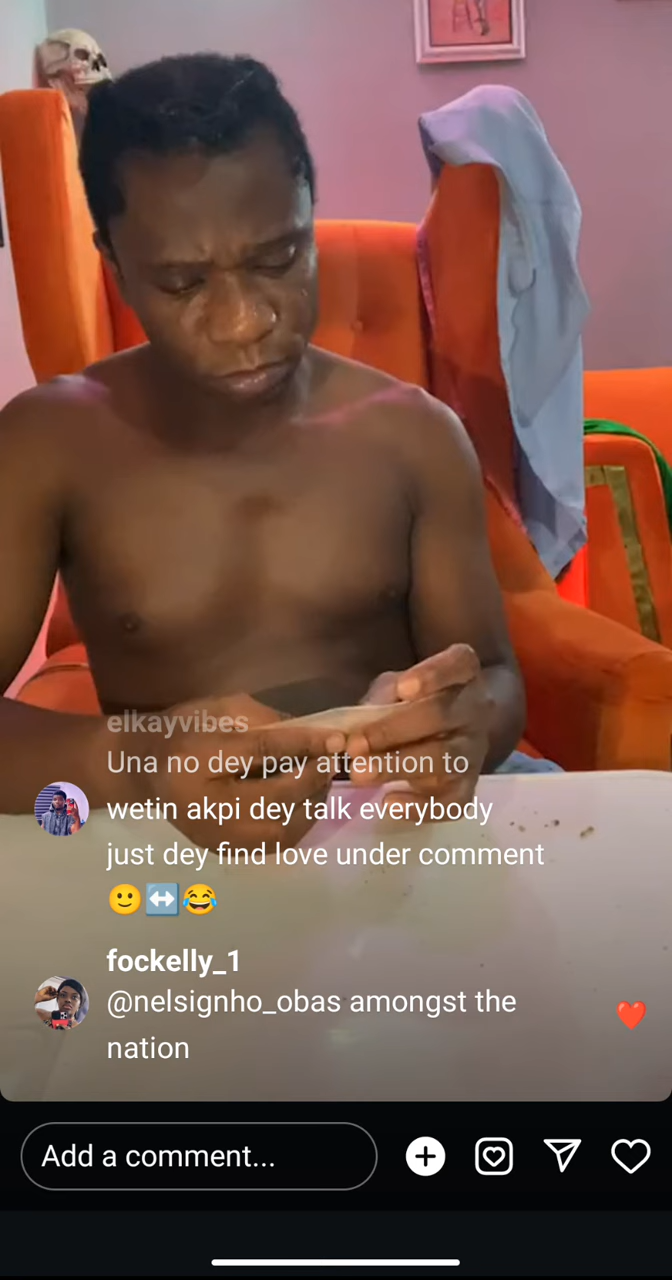 elkayvibes
Una no dey pay attention to
wetin akpi dey talk everybody
just dey find love under comment
🙂↔️😂
fockelly_1
@nelsignho_obas amongst the
nation
Add a comment...